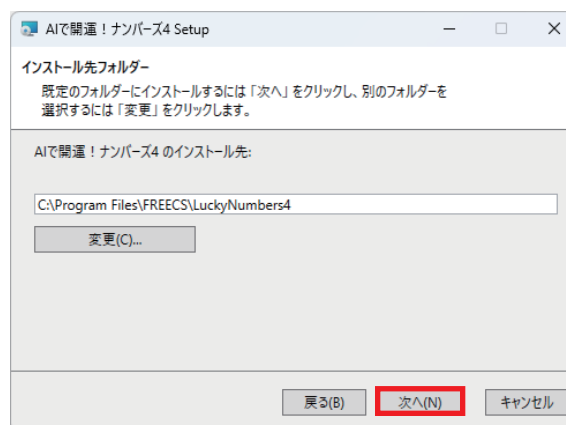 AIで開運！ナンバーズ4 Setup
インストール先フォルダー
既定のフォルダーにインストールするには「次へ」をクリックし、別のフォルダーを
選択するには「変更」をクリックします。
AIで開運！ナンバーズ4 のインストール先:
C:\Program Files\FREECS\LuckyNumbers4
変更(C)...
戻る(B) 次へ(N) キャンセル